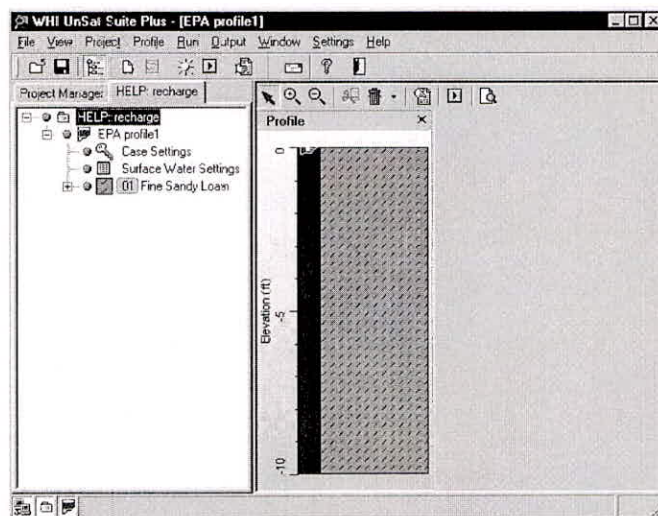 WHI UnSat Suite Plus - [EPA profile1]
File View Project Profile Run Output Window Settings Help
Project Manager HELP: recharge
HELP: recharge
EPA profile1
Case Settings
Surface Water Settings
01 Fine Sandy Loam
Profile
0
-5
-10
Elevation (ft)